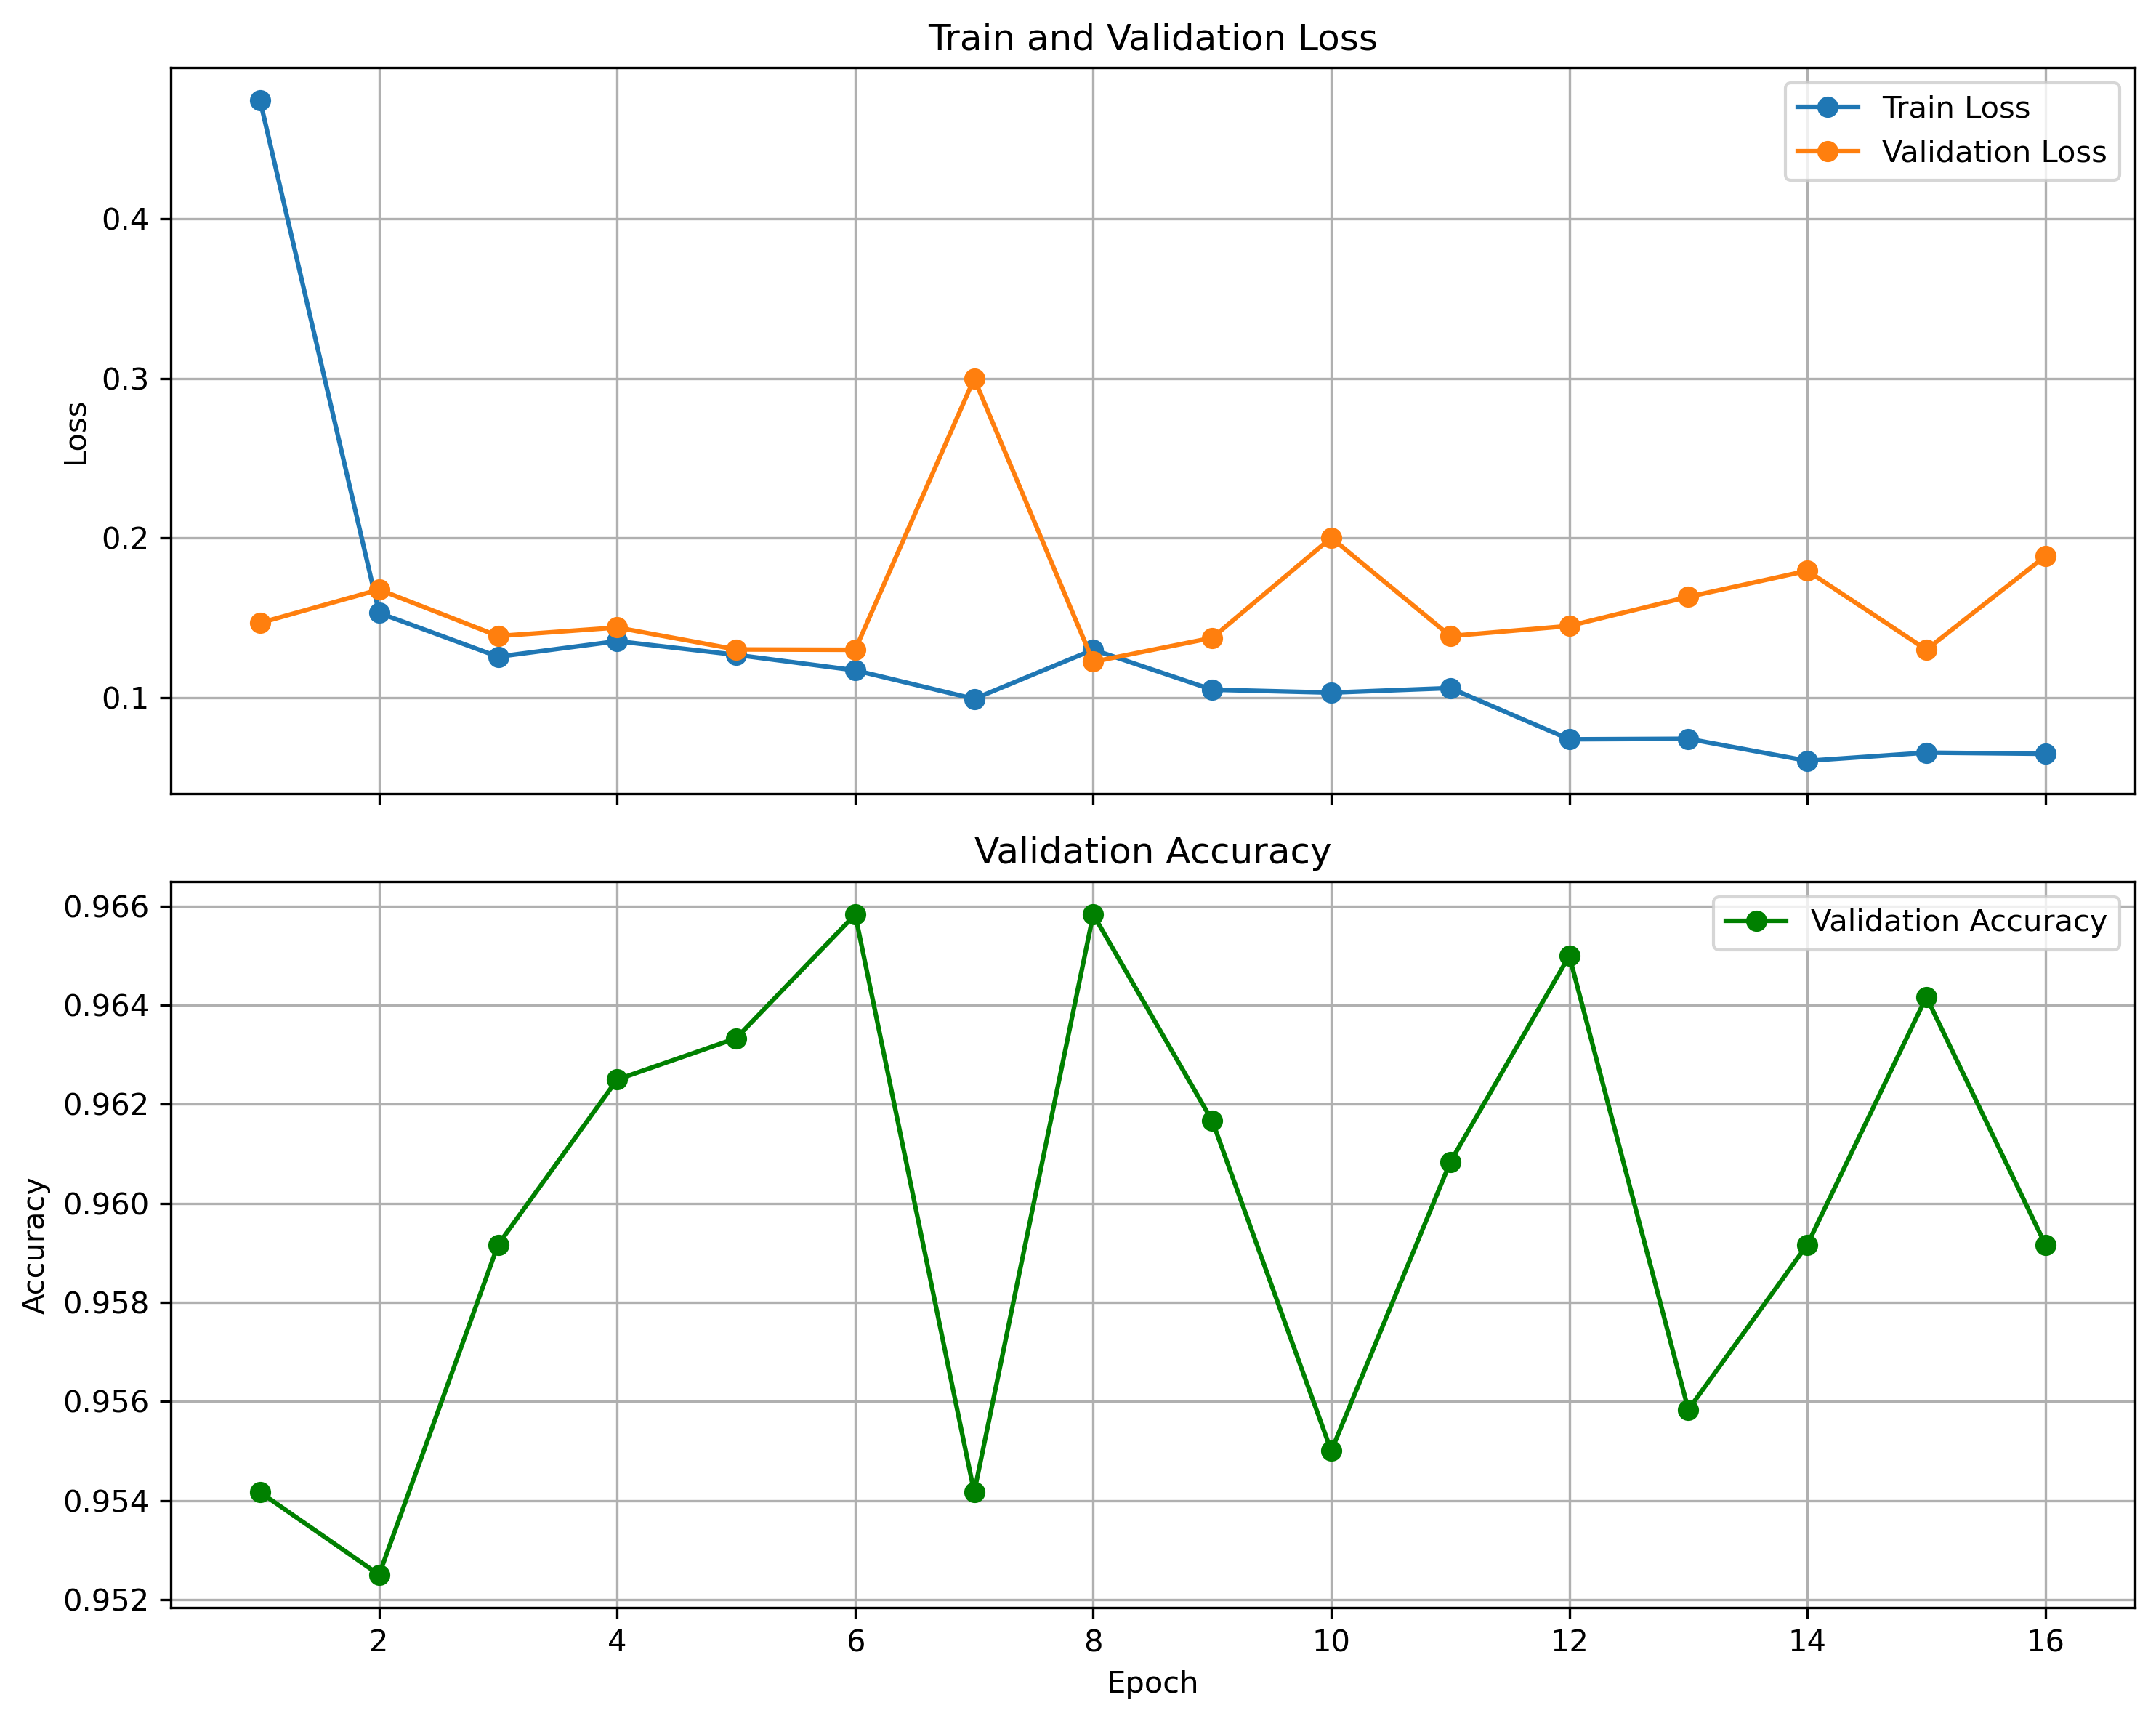 Train and Validation Loss
Train Loss
Validation Loss
0.4
0.3
0.2
0.1
Loss
Validation Accuracy
Validation Accuracy
0.966
0.964
0.962
0.960
0.958
0.956
0.954
0.952
Accuracy
2 4 6 8 10 12 14 16
Epoch